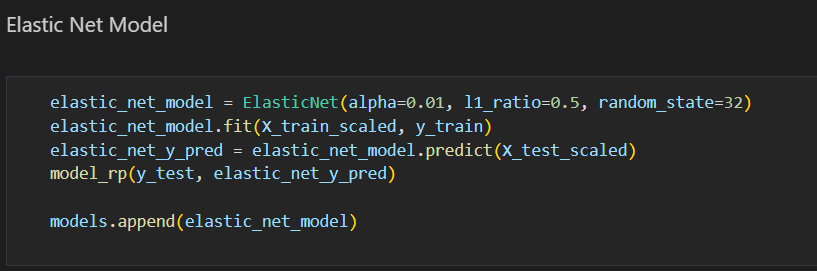 Elastic Net Model
elastic_net_model = ElasticNet(alpha=0.01, l1_ratio=0.5, random_state=32)
elastic_net_model.fit(X_train_scaled, y_train)
elastic_net_y_pred = elastic_net_model.predict(X_test_scaled)
model_rp(y_test, elastic_net_y_pred)
models.append(elastic_net_model)